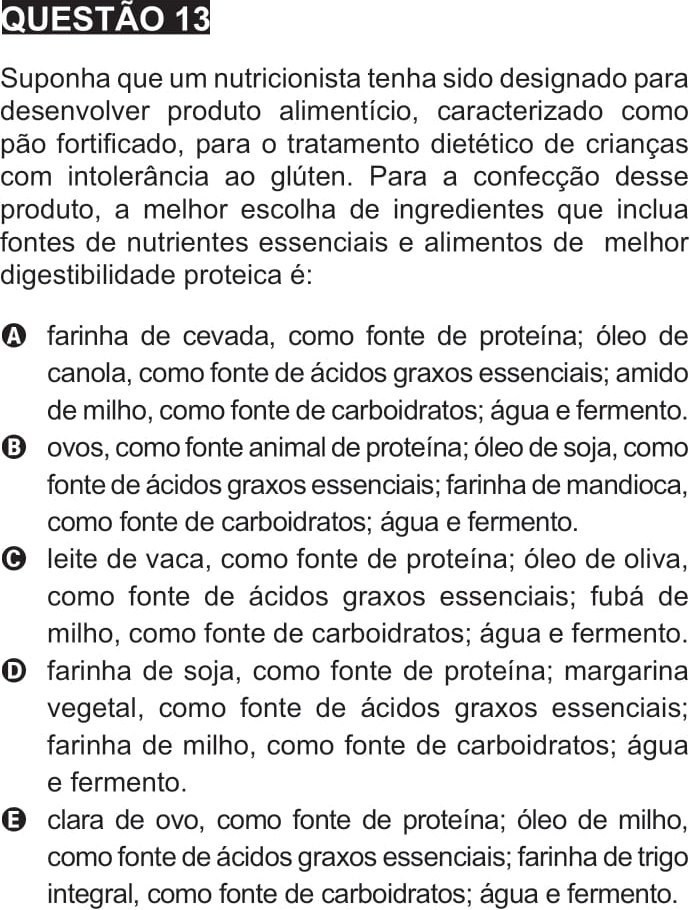 QUESTÃO 13
Suponha que um nutricionista tenha sido designado para
desenvolver produto alimentício, caracterizado como
pão fortificado, para o tratamento dietético de crianças
com intolerância ao glúten. Para a confecção desse
produto, a melhor escolha de ingredientes que inclua
fontes de nutrientes essenciais e alimentos de melhor
digestibilidade proteica é:
A farinha de cevada, como fonte de proteína; óleo de
canola, como fonte de ácidos graxos essenciais; amido
de milho, como fonte de carboidratos; água e fermento.
B ovos, como fonte animal de proteína; óleo de soja, como
fonte de ácidos graxos essenciais; farinha de mandioca,
como fonte de carboidratos; água e fermento.
C leite de vaca, como fonte de proteína; óleo de oliva,
como fonte de ácidos graxos essenciais; fubá de
milho, como fonte de carboidratos; água e fermento.
D farinha de soja, como fonte de proteína; margarina
vegetal, como fonte de ácidos graxos essenciais;
farinha de milho, como fonte de carboidratos; água
e fermento.
E clara de ovo, como fonte de proteína; óleo de milho,
como fonte de ácidos graxos essenciais; farinha de trigo
integral, como fonte de carboidratos; água e fermento.